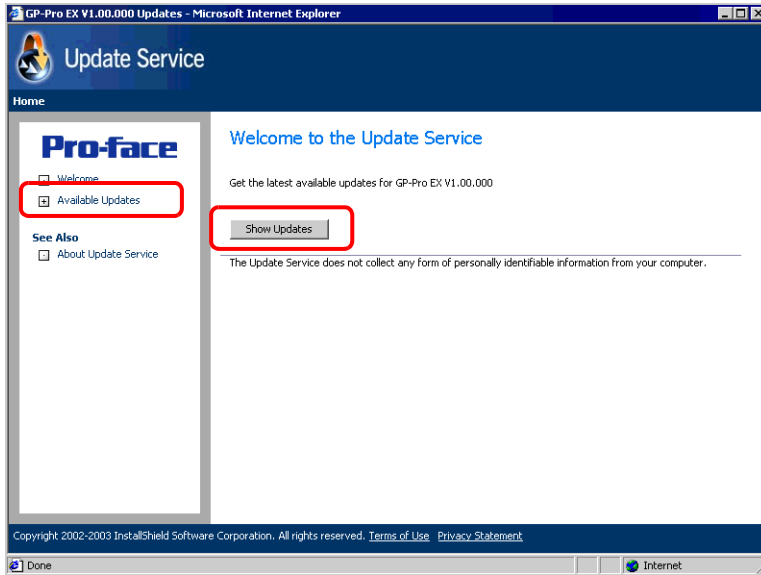 GP-Pro EX V1.00.000 Updates - Microsoft Internet Explorer
Update Service
Home
Pro-face
Welcome
Available Updates
See Also
About Update Service
Welcome to the Update Service
Get the latest available updates for GP-Pro EX V1.00.000
Show Updates
The Update Service does not collect any form of personally identifiable information from your computer.
Copyright 2002-2003 InstallShield Software Corporation. All rights reserved. Terms of Use Privacy Statement
Done
Internet